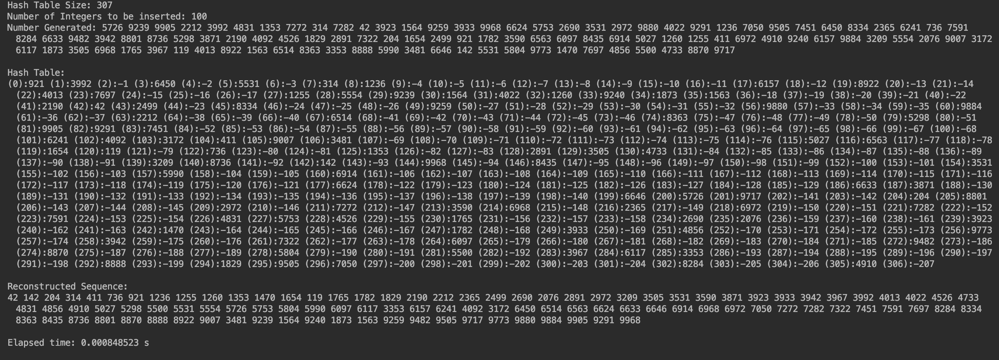 Hash Table Size: 307
Number of Integers to be inserted: 100
Number Generated: 5726 9239 9905 2212 3992 4831 1353 7272 314 7282 42 3923 1564 9259 3933 9968 6624 5753 2690 3531 2972 9880 4022 9291 1236 7050 9505 7451 6450 8334 2365 6241 736 7591
8284 6633 9482 3942 8801 8736 5298 3871 2190 4092 4526 1829 2891 7322 204 1654 2499 921 1782 3590 6563 6097 8435 6914 5027 1260 1255 411 6972 4910 9240 6157 9884 3209 5554 2076 9007 3172
6117 1873 3505 6968 1765 3967 119 4013 8922 1563 6514 8363 3353 8888 5990 3481 6646 142 5531 5804 9773 1470 7697 4856 5500 4733 8870 9717
Hash Table:
(0):921 (1):3992 (2):-1 (3):6450 (4):-2 (5):5531 (6):-3 (7):314 (8):1236 (9):-4 (10):-5 (11):-6 (12):-7 (13):-8 (14):-9 (15):-10 (16):-11 (17):6157 (18):-12 (19):8922 (20):-13 (21):-14
(22):4013 (23):7697 (24):-15 (25):-16 (26):-17 (27):1255 (28):5554 (29):9239 (30):1564 (31):4022 (32):1260 (33):9240 (34):1873 (35):1563 (36):-18 (37):-19 (38):-20 (39):-21 (40):-22
(41):2190 (42):42 (43):2499 (44):-23 (45):8334 (46):-24 (47):-25 (48):-26 (49):9259 (50):-27 (51):-28 (52):-29 (53):-30 (54):-31 (55):-32 (56):9880 (57):-33 (58):-34 (59):-35 (60):9884
(61):-36 (62):-37 (63):2212 (64):-38 (65):-39 (66):-40 (67):6514 (68):-41 (69):-42 (70):-43 (71):-44 (72):-45 (73):-46 (74):8363 (75):-47 (76):-48 (77):-49 (78):-50 (79):5298 (80):-51
(81):9905 (82):9291 (83):7451 (84):-52 (85):-53 (86):-54 (87):-55 (88):-56 (89):-57 (90):-58 (91):-59 (92):-60 (93):-61 (94):-62 (95):-63 (96):-64 (97):-65 (98):-66 (99):-67 (100):-68
(101):6241 (102):4092 (103):3172 (104):411 (105):9007 (106):3481 (107):-69 (108):-70 (109):-71 (110):-72 (111):-73 (112):-74 (113):-75 (114):-76 (115):5027 (116):6563 (117):-77 (118):-78
(119):1654 (120):119 (121):-79 (122):736 (123):-80 (124):-81 (125):1353 (126):-82 (127):-83 (128):2891 (129):3505 (130):4733 (131):-84 (132):-85 (133):-86 (134):-87 (135):-88 (136):-89
(137):-90 (138):-91 (139):3209 (140):8736 (141):-92 (142):142 (143):-93 (144):9968 (145):-94 (146):8435 (147):-95 (148):-96 (149):-97 (150):-98 (151):-99 (152):-100 (153):-101 (154):3531
(155):-102 (156):-103 (157):5990 (158):-104 (159):-105 (160):6914 (161):-106 (162):-107 (163):-108 (164):-109 (165):-110 (166):-111 (167):-112 (168):-113 (169):-114 (170):-115 (171):-116
(172):-117 (173):-118 (174):-119 (175):-120 (176):-121 (177):6624 (178):-122 (179):-123 (180):-124 (181):-125 (182):-126 (183):-127 (184):-128 (185):-129 (186):6633 (187):3871 (188):-130
(189):-131 (190):-132 (191):-133 (192):-134 (193):-135 (194):-136 (195):-137 (196):-138 (197):-139 (198):-140 (199):6646 (200):5726 (201):9717 (202):-141 (203):-142 (204):204 (205):8801
(206):-143 (207):-144 (208):-145 (209):2972 (210):-146 (211):7272 (212):-147 (213):3590 (214):6968 (215):-148 (216):2365 (217):-149 (218):6972 (219):-150 (220):-151 (221):7282 (222):-152
(223):7591 (224):-153 (225):-154 (226):4831 (227):5753 (228):4526 (229):-155 (230):1765 (231):-156 (232):-157 (233):-158 (234):2690 (235):2076 (236):-159 (237):-160 (238):-161 (239):3923
(240):-162 (241):-163 (242):1470 (243):-164 (244):-165 (245):-166 (246):-167 (247):1782 (248):-168 (249):3933 (250):-169 (251):4856 (252):-170 (253):-171 (254):-172 (255):-173 (256):9773
(257):-174 (258):3942 (259):-175 (260):-176 (261):7322 (262):-177 (263):-178 (264):6097 (265):-179 (266):-180 (267):-181 (268):-182 (269):-183 (270):-184 (271):-185 (272):9482 (273):-186
(274):8870 (275):-187 (276):-188 (277):-189 (278):5804 (279):-190 (280):-191 (281):5500 (282):-192 (283):3967 (284):6117 (285):3353 (286):-193 (287):-194 (288):-195 (289):-196 (290):-197
(291):-198 (292):8888 (293):-199 (294):1829 (295):9505 (296):7050 (297):-200 (298):-201 (299):-202 (300):-203 (301):-204 (302):8284 (303):-205 (304):-206 (305):4910 (306):-207
Reconstructed Sequence:
42 142 204 314 411 736 921 1236 1255 1260 1353 1470 1654 119 1765 1782 1829 2190 2212 2365 2499 2690 2076 2891 2972 3209 3505 3531 3590 3871 3923 3933 3942 3967 3992 4013 4022 4526 4733
4831 4856 4910 5027 5298 5500 5531 5554 5726 5753 5804 5990 6097 6117 3353 6157 6241 4092 3172 6450 6514 6563 6624 6633 6646 6914 6968 6972 7050 7272 7282 7322 7451 7591 7697 8284 8334
8363 8435 8736 8801 8870 8888 8922 9007 3481 9239 1564 9240 1873 1563 9259 9482 9505 9717 9773 9880 9884 9905 9291 9968
Elapsed time: 0.000848523 s